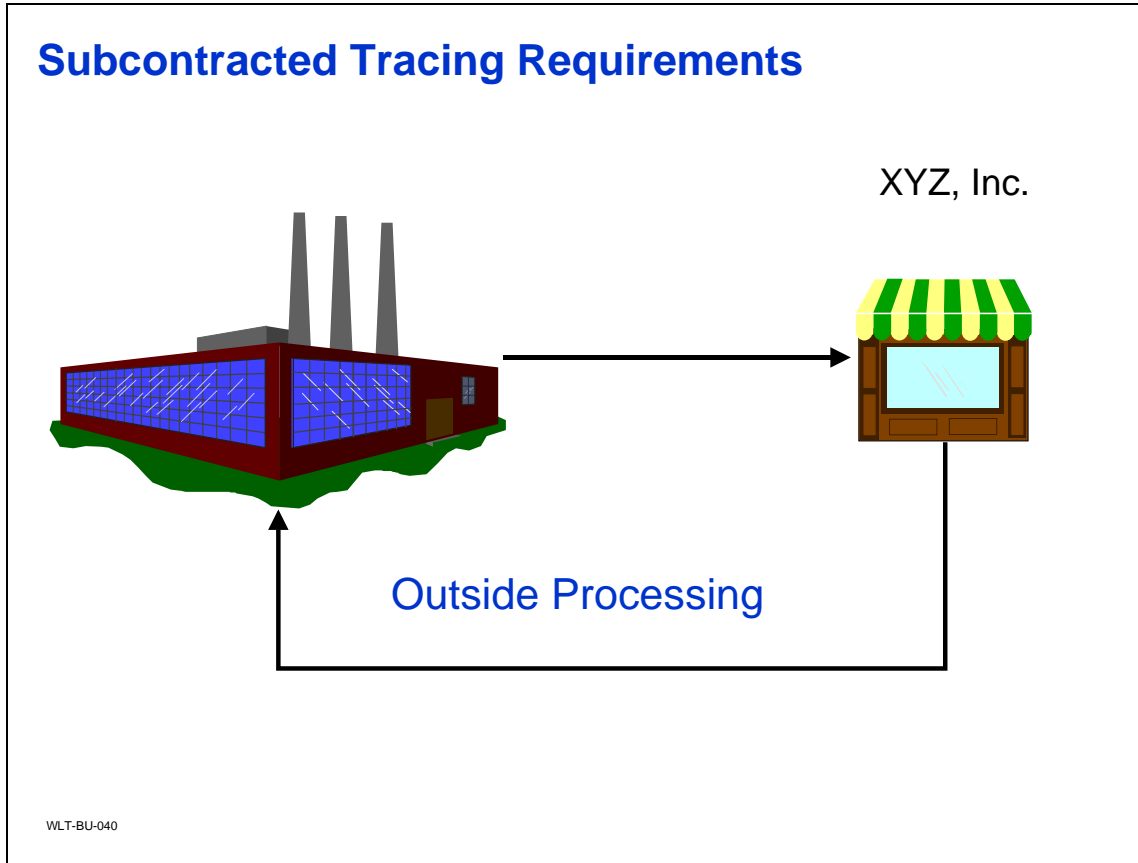 Subcontracted Tracing Requirements
XYZ, Inc.
Outside Processing
WLT-BU-040